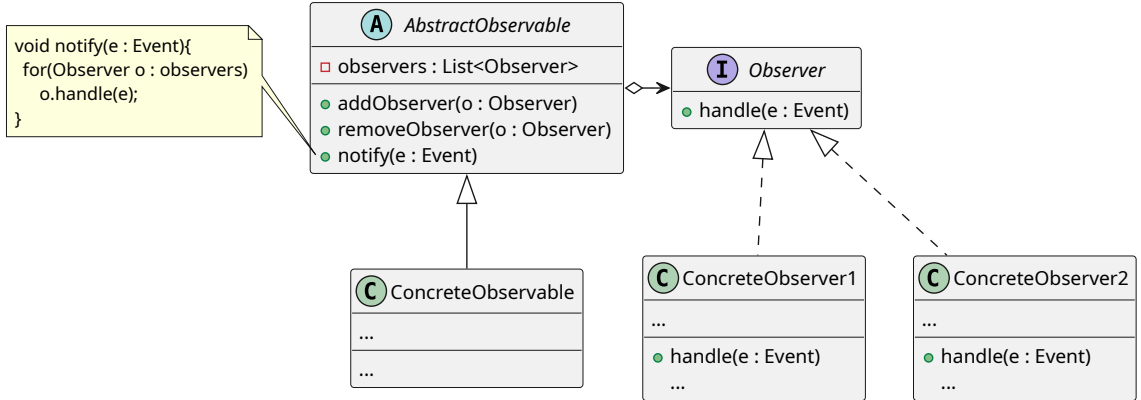 void notify(e : Event){
for(Observer o : observers)
o.handle(e);
}
A AbstractObservable
observers : List<Observer>
addObserver(o : Observer)
removeObserver(o : Observer)
notify(e : Event)
I Observer
handle(e : Event)
C ConcreteObservable
...
...
C ConcreteObserver1
...
handle(e : Event)
...
C ConcreteObserver2
...
handle(e : Event)
...